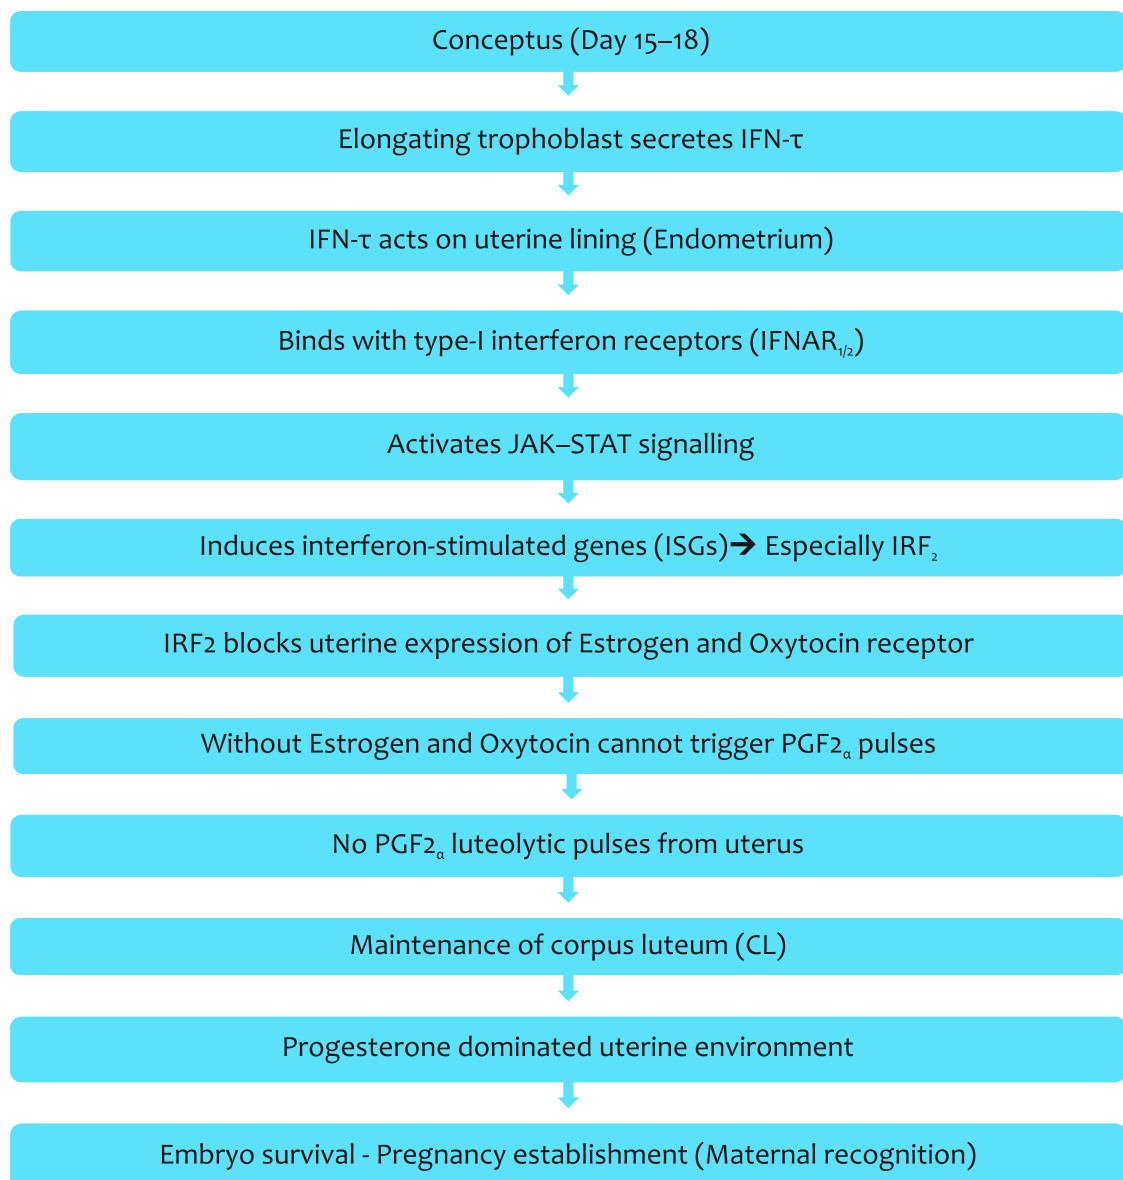 Conceptus (Day 15–18)
Elongating trophoblast secretes IFN-τ
IFN-τ acts on uterine lining (Endometrium)
Binds with type-I interferon receptors (IFNAR1/2)
Activates JAK–STAT signalling
Induces interferon-stimulated genes (ISGs)➔ Especially IRF2
IRF2 blocks uterine expression of Estrogen and Oxytocin receptor
Without Estrogen and Oxytocin cannot trigger PGF2α pulses
No PGF2α luteolytic pulses from uterus
Maintenance of corpus luteum (CL)
Progesterone dominated uterine environment
Embryo survival - Pregnancy establishment (Maternal recognition)